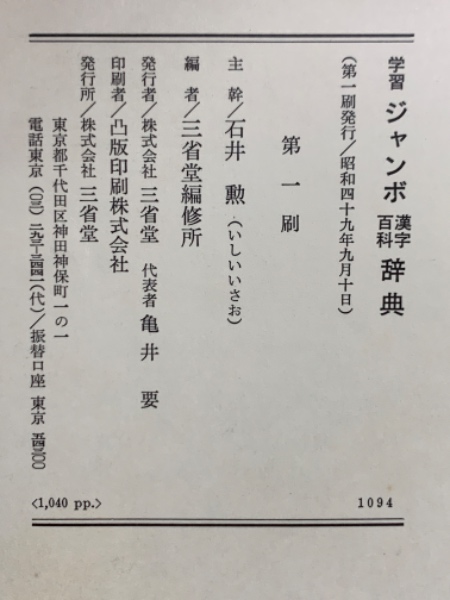 学習 ジャンボ 漢字百科 辞典
(第一刷発行/昭和四十九年九月十日)
第一刷
主幹/石井 勲(いしいいさお)
編者/三省堂編修所
発行者/株式会社 三省堂 代表者 亀井 要
印刷者/凸版印刷株式会社
発行所/株式会社 三省堂
東京都千代田区神田神保町一の一
電話東京(〇三)二九三-三四四一(代)/振替口座 東京 五四三〇〇
<1,040 pp.>
1094